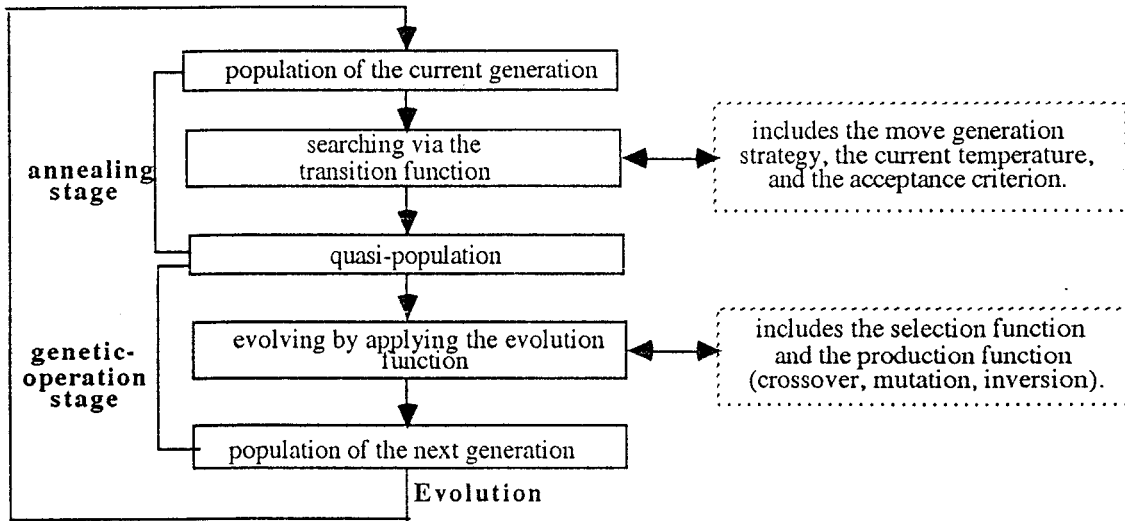 population of the current generation
searching via the
transition function
includes the move generation
strategy, the current temperature,
and the acceptance criterion.
annealing
stage
quasi-population
evolving by applying the evolution
function
includes the selection function
and the production function
(crossover, mutation, inversion).
genetic-
operation
stage
population of the next generation
Evolution